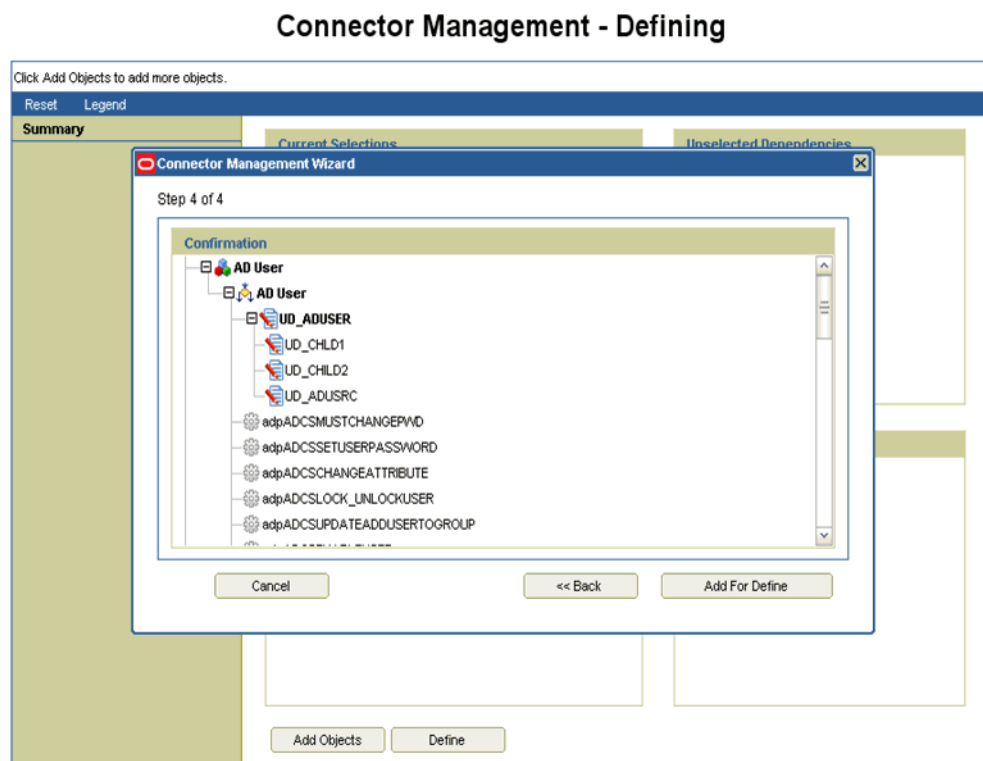 Connector Management - Defining
Click Add Objects to add more objects.
Reset Legend
Summary
Current Selections
Unselected Dependencies
Connector Management Wizard
Step 4 of 4
Confirmation
AD User
AD User
UD_ADUSER
UD_CHLD1
UD_CHILD2
UD_ADUSRC
adpADCSMUSTCHANGEPWD
adpADCSSETUSERPASSWORD
adpADCSCHANGEATTRIBUTE
adpADCSLOCK_UNLOCKUSER
adpADCSUPDATEADDUSERTOGROUP
Cancel << Back Add For Define
Add Objects Define